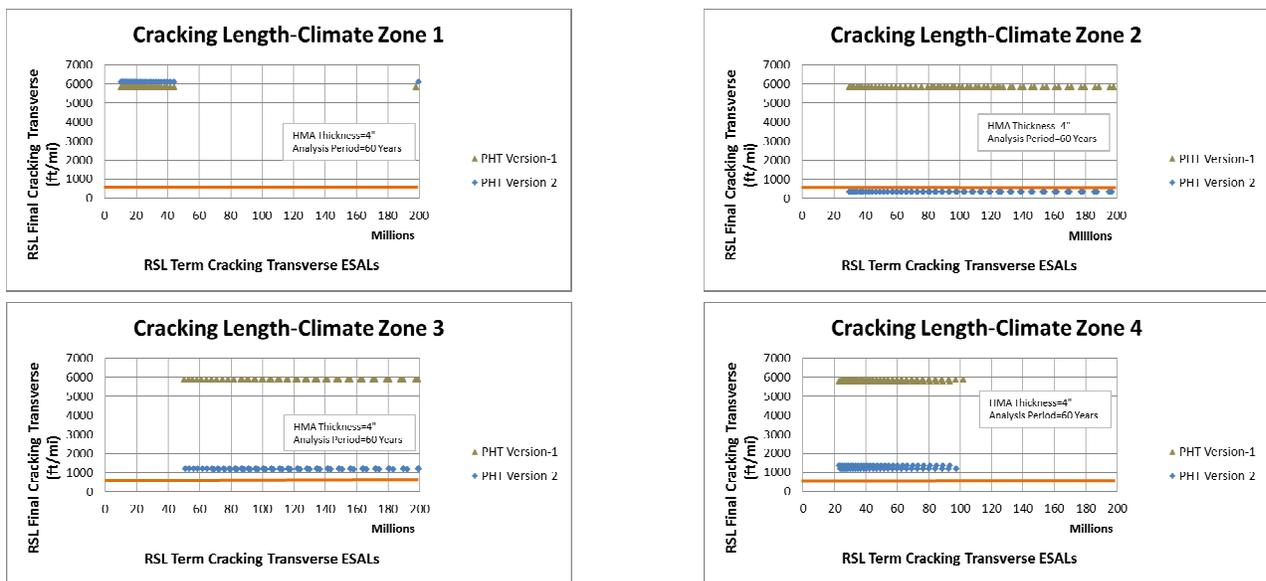 Cracking Length-Climate Zone 1
RSL Final Cracking Transverse
(ft/mi)
7000
6000
5000
4000
3000
2000
1000
0
HMA Thickness=4"
Analysis Period=60 Years
PHT Version-1
PHT Version 2
0 20 40 60 80 100 120 140 160 180 200
Millions
RSL Term Cracking Transverse ESALs
Cracking Length-Climate Zone 2
RSL Final Cracking Transverse
(ft/mi)
7000
6000
5000
4000
3000
2000
1000
0
HMA Thickness 4"
Analysis Period=60 Years
PHT Version-1
PHT Version 2
0 20 40 60 80 100 120 140 160 180 200
Millions
RSL Term Cracking Transverse ESALs
Cracking Length-Climate Zone 3
RSL Final Cracking Transverse
(ft/mi)
7000
6000
5000
4000
3000
2000
1000
0
HMA Thickness=4"
Analysis Period=60 Years
PHT Version-1
PHT Version 2
0 20 40 60 80 100 120 140 160 180 200
Millions
RSL Term Cracking Transverse ESALs
Cracking Length-Climate Zone 4
RSL Final Cracking Transverse
(ft/mi)
7000
6000
5000
4000
3000
2000
1000
0
HMA Thickness=4"
Analysis Period=60 Years
PHT Version-1
PHT Version 2
0 20 40 60 80 100 120 140 160 180 200
Millions
RSL Term Cracking Transverse ESALs